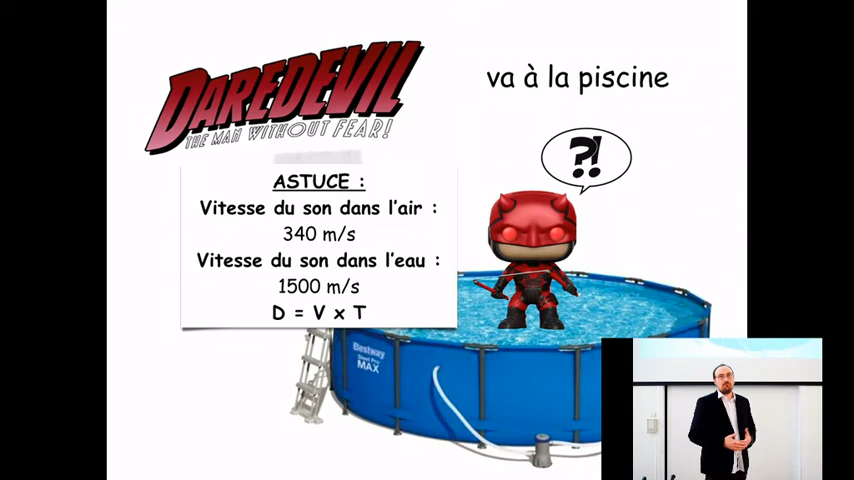 DAREDEVIL
THE MAN WITHOUT FEAR!
va à la piscine
?!
ASTUCE :
Vitesse du son dans l'air :
340 m/s
Vitesse du son dans l'eau :
1500 m/s
D = V x T
Bestway
Steel Pro
MAX